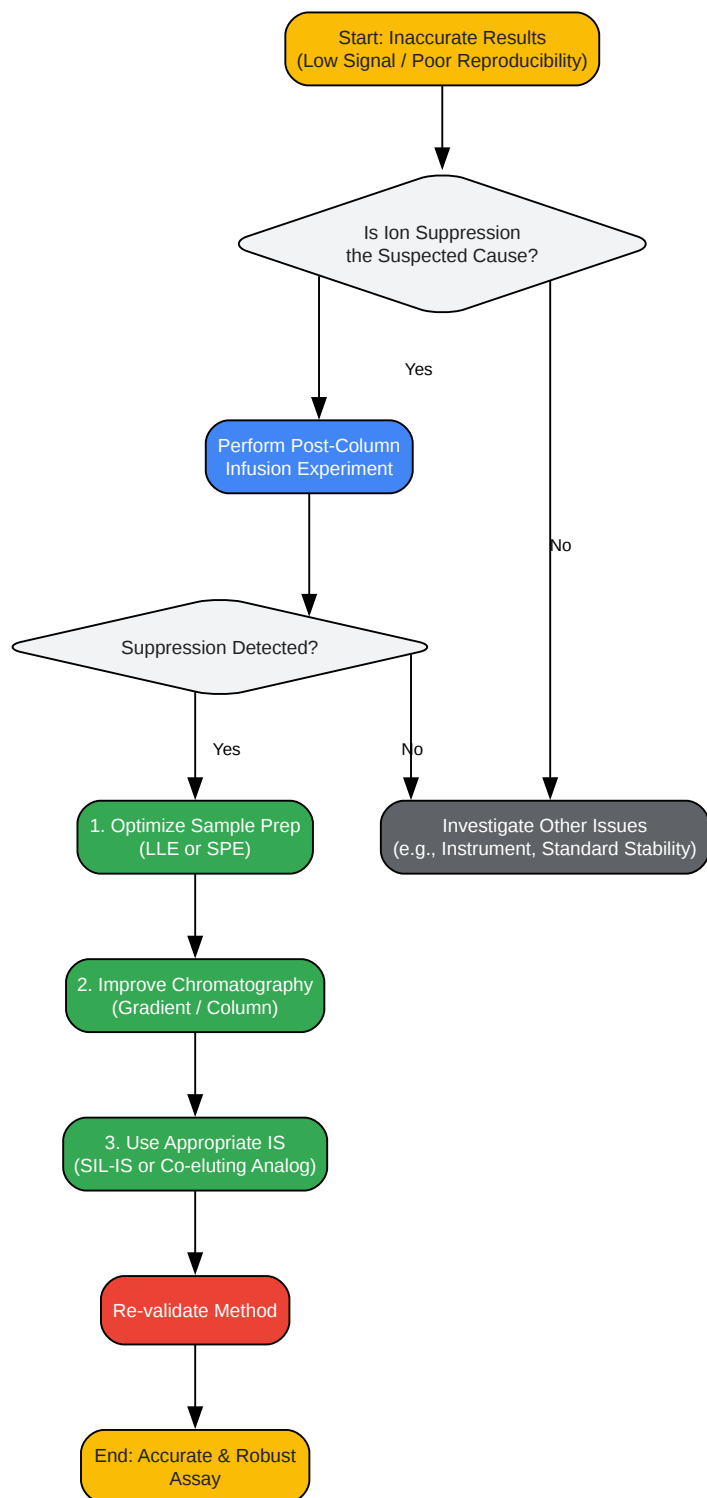 Start: Inaccurate Results
(Low Signal / Poor Reproducibility)
Is Ion Suppression
the Suspected Cause?
Yes
Perform Post-Column
Infusion Experiment
No
Suppression Detected?
Yes
No
1. Optimize Sample Prep
(LLE or SPE)
Investigate Other Issues
(e.g., Instrument, Standard Stability)
2. Improve Chromatography
(Gradient / Column)
3. Use Appropriate IS
(SIL-IS or Co-eluting Analog)
Re-validate Method
End: Accurate & Robust
Assay